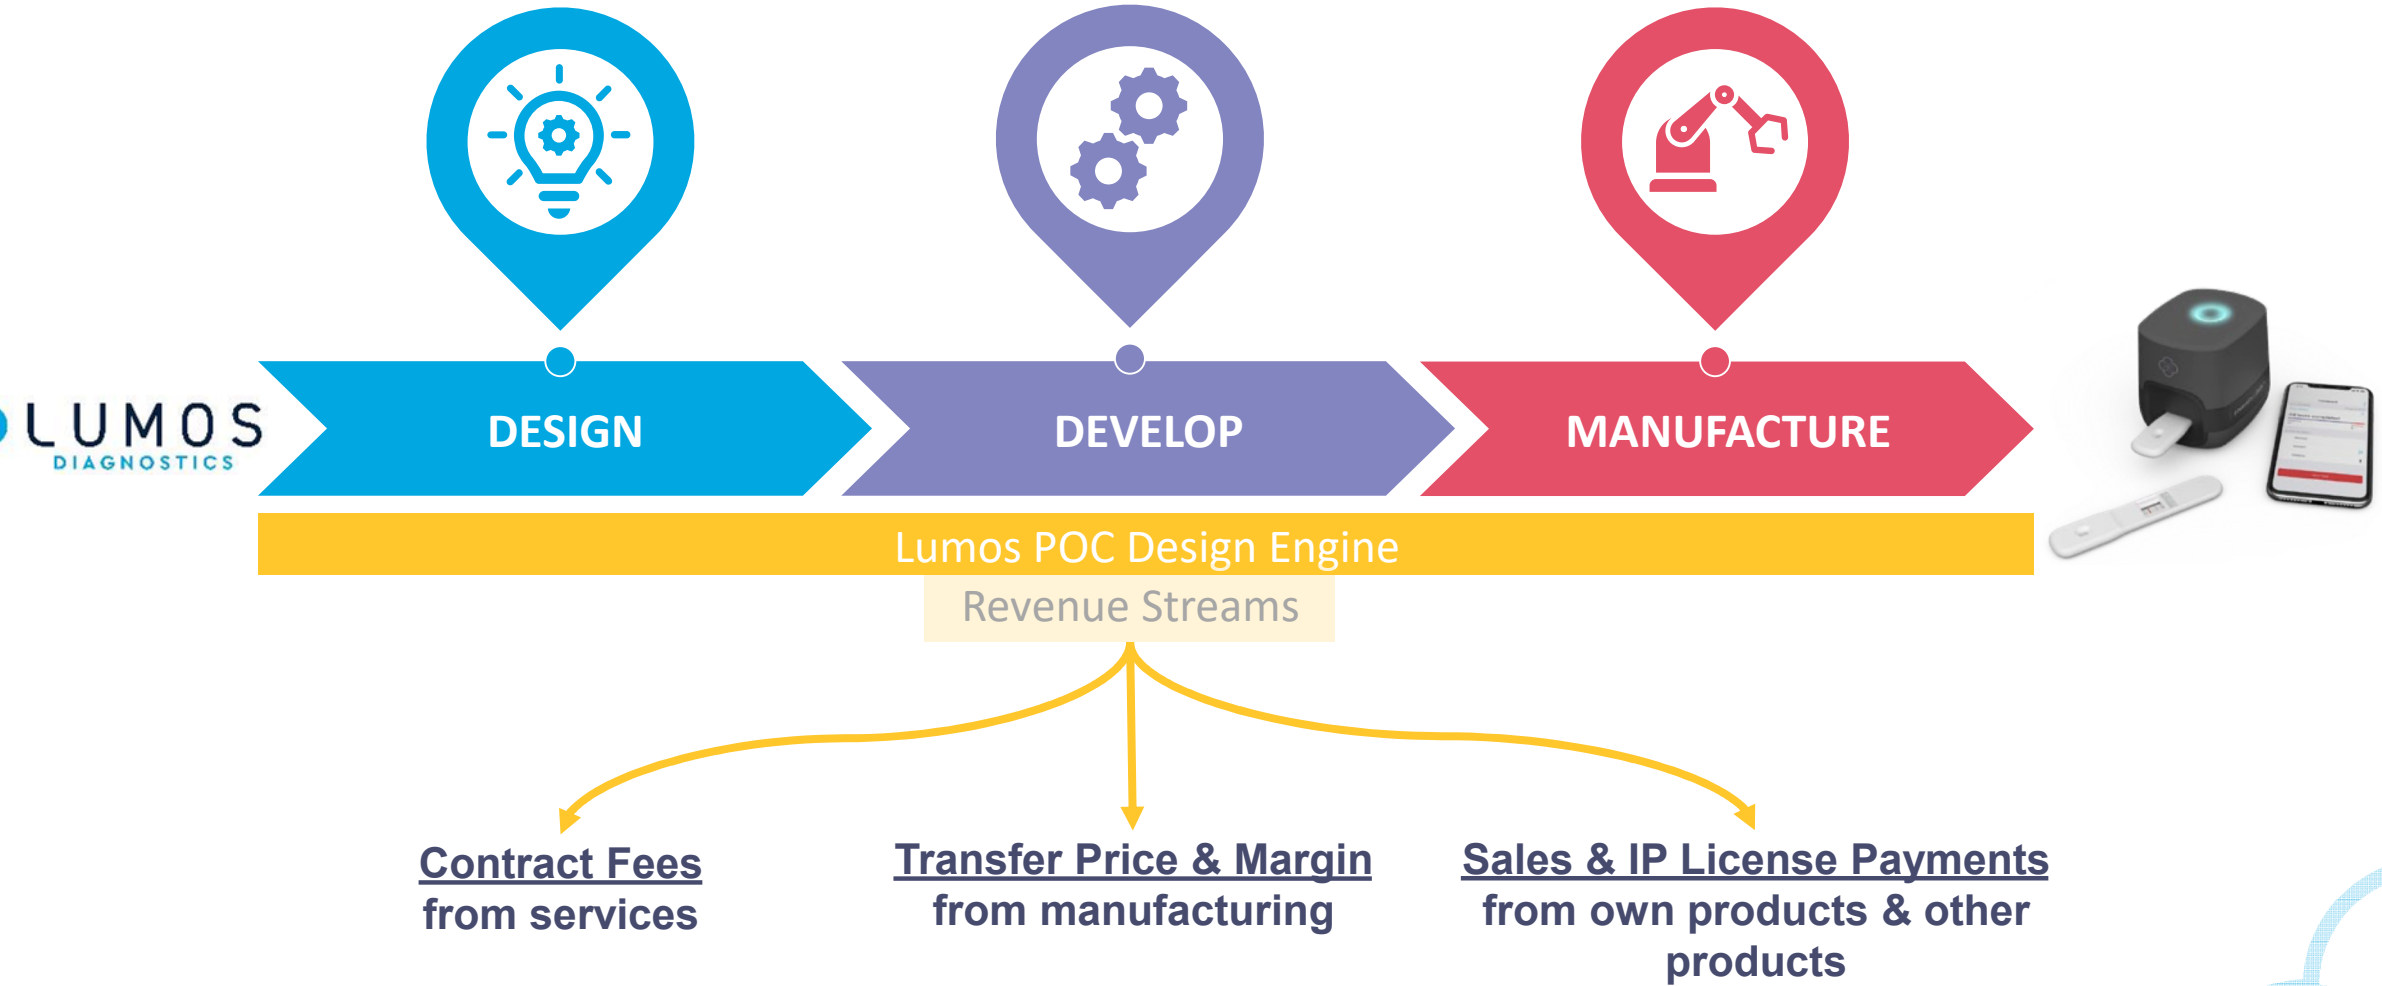 LUMOS
DIAGNOSTICS
DESIGN
DEVELOP
MANUFACTURE
Lumos POC Design Engine
Revenue Streams
Contract Fees
from services
Transfer Price & Margin
from manufacturing
Sales & IP License Payments
from own products & other
products